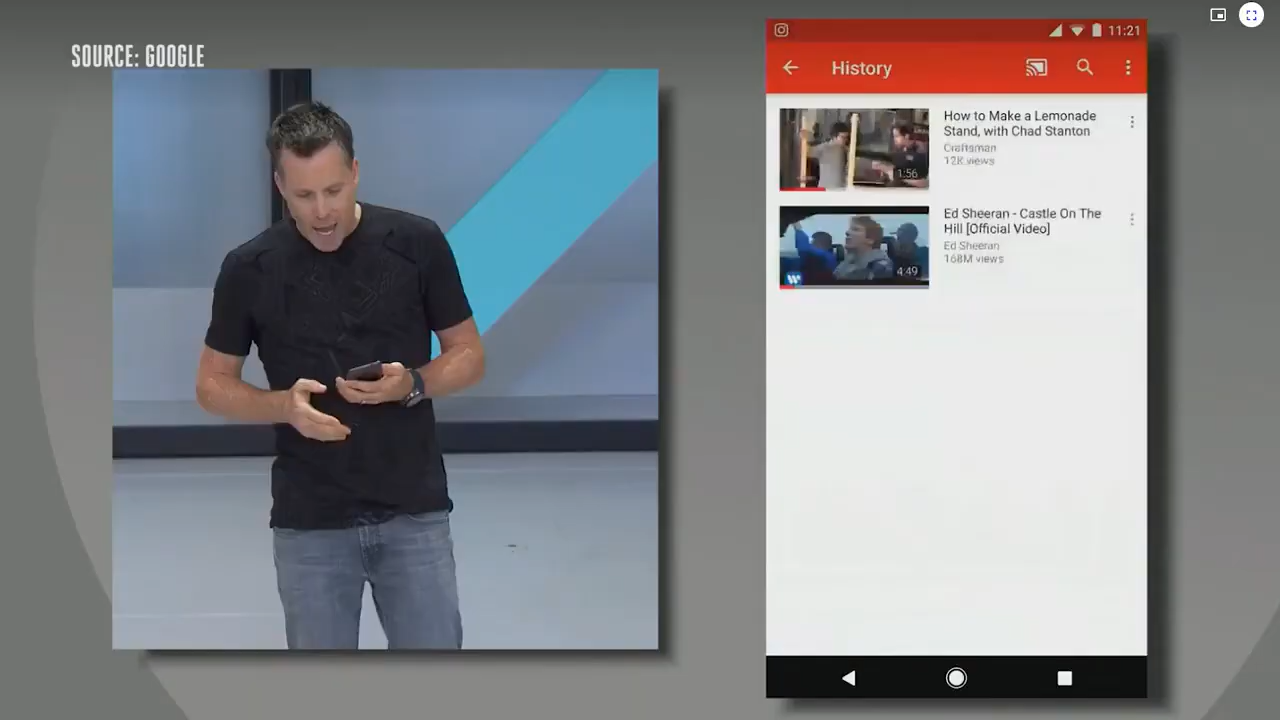 SOURCE: GOOGLE
11:21
History
How to Make a Lemonade
Stand, with Chad Stanton
Craftsman
12K views
1:56
Ed Sheeran - Castle On The
Hill [Official Video]
Ed Sheeran
168M views
4:49